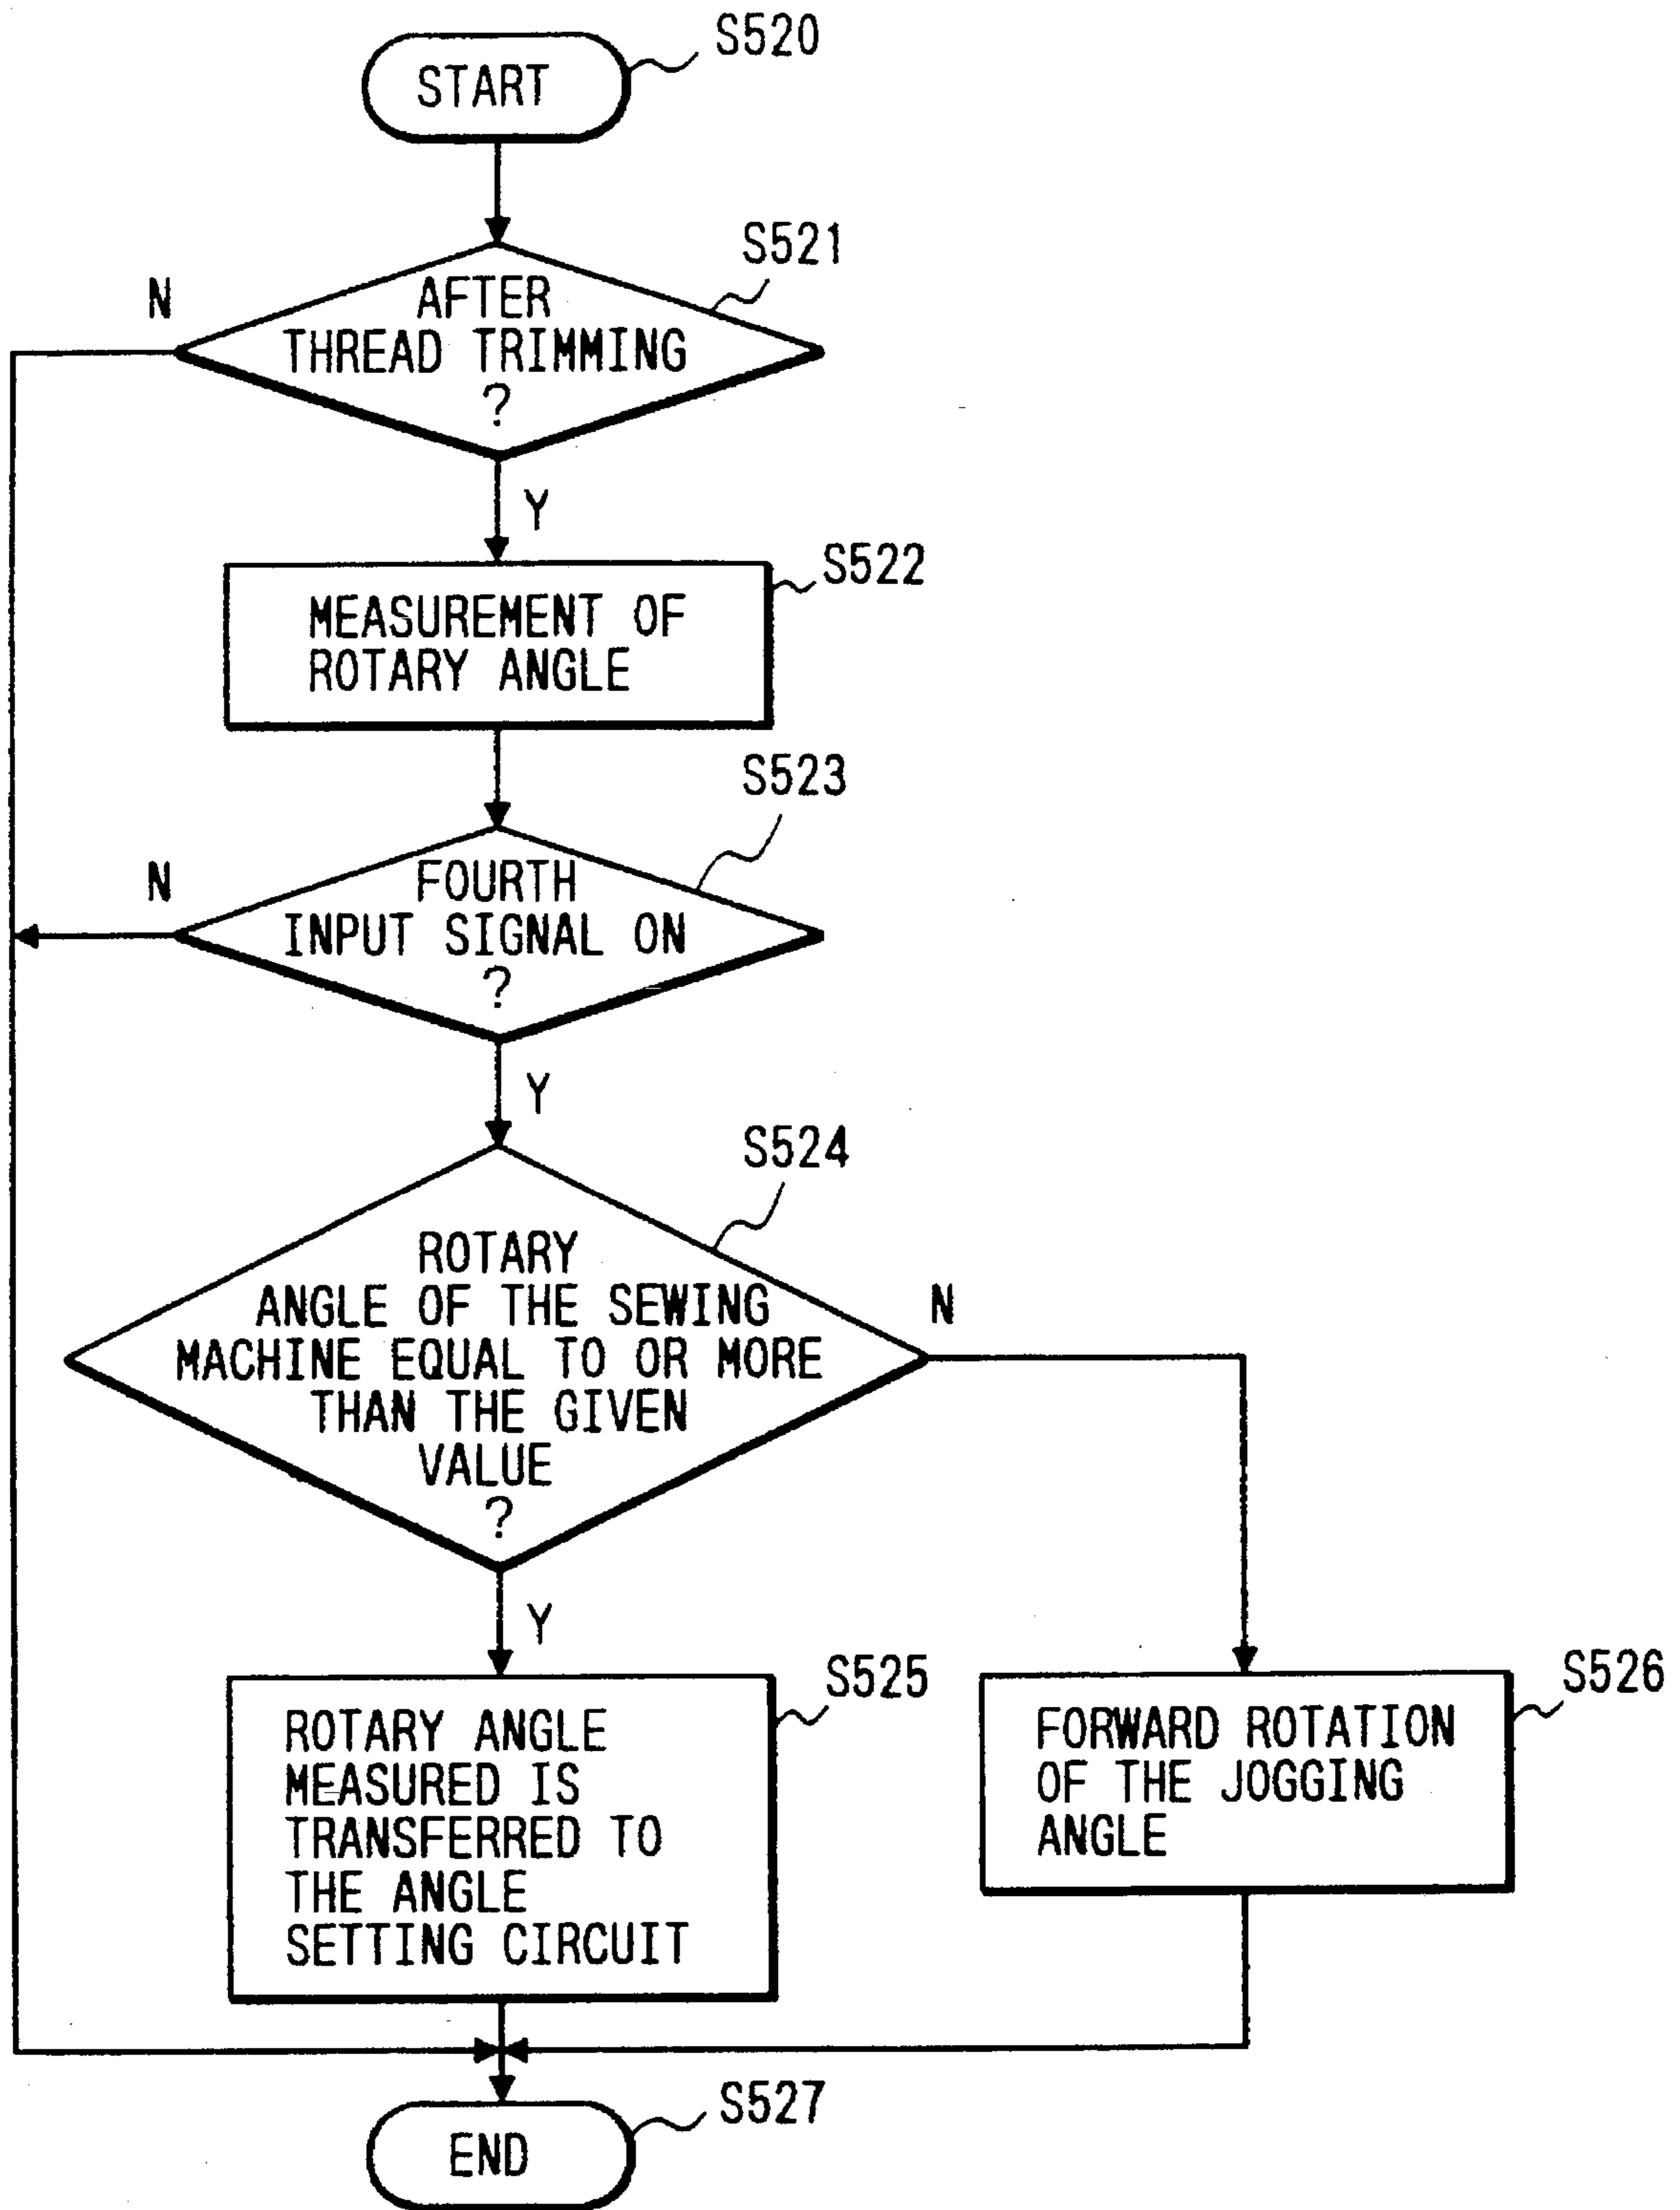 START
S520
AFTER
THREAD TRIMMING
?
S521
N
Y
MEASUREMENT OF
ROTARY ANGLE
S522
FOURTH
INPUT SIGNAL ON
?
S523
N
Y
ROTARY
ANGLE OF THE SEWING
MACHINE EQUAL TO OR MORE
THAN THE GIVEN
VALUE
?
S524
N
Y
ROTARY ANGLE
MEASURED IS
TRANSFERRED TO
THE ANGLE
SETTING CIRCUIT
S525
FORWARD ROTATION
OF THE JOGGING
ANGLE
S526
END
S527